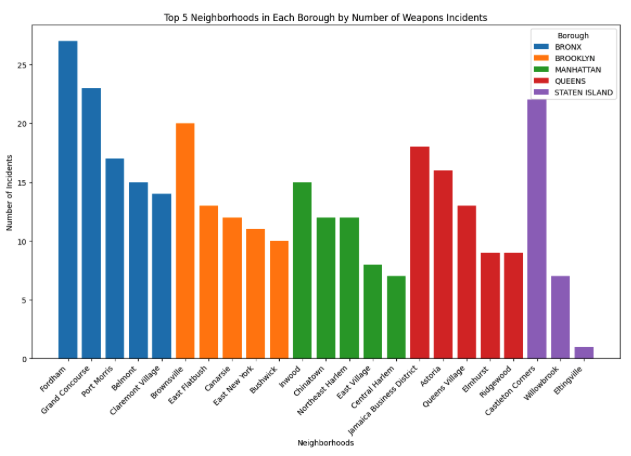 Top 5 Neighborhoods in Each Borough by Number of Weapons Incidents
Borough
BRONX
BROOKLYN
MANHATTAN
QUEENS
STATEN ISLAND
Number of Incidents
25
20
15
10
5
0
Fordham
Grand Concourse
Port Morris
Belmont
Claremont Village
Brownsville
East Flatbush
Canarsie
East New York
Bushwick
Inwood
Chinatown
Northeast Harlem
East Village
Central Harlem
Jamaica Business District
Astoria
Queens Village
Elmhurst
Ridgewood
Castleton Corners
Willowbrook
Eltingville
Neighborhoods